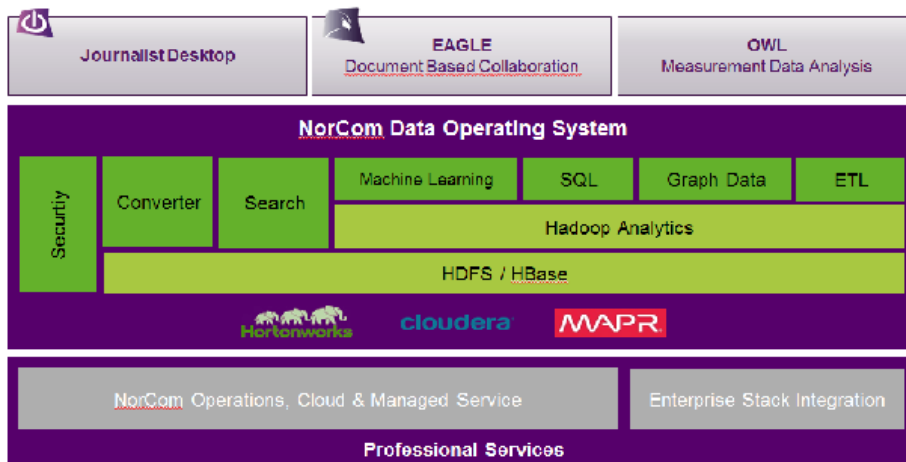 Journalist Desktop
EAGLE
Document Based Collaboration
OWL
Measurement Data Analysis
NorCom Data Operating System
Securtiy
Converter
Search
Machine Learning
SQL
Graph Data
ETL
Hadoop Analytics
HDFS / HBase
Hortonworks
cloudera
MAPR
NorCom Operations, Cloud & Managed Service
Enterprise Stack Integration
Professional Services